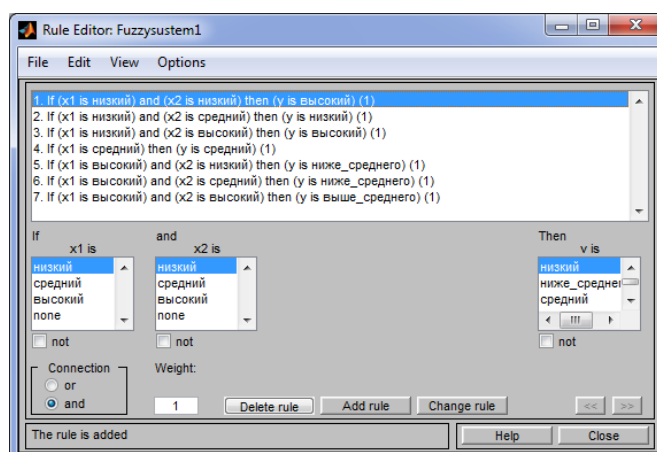 Rule Editor: Fuzzysustem1
File Edit View Options
1. If (x1 is низкий) and (x2 is низкий) then (y is высокий) (1)
2. If (x1 is низкий) and (x2 is средний) then (y is низкий) (1)
3. If (x1 is низкий) and (x2 is высокий) then (y is высокий) (1)
4. If (x1 is средний) then (y is средний) (1)
5. If (x1 is высокий) and (x2 is низкий) then (y is ниже_среднего) (1)
6. If (x1 is высокий) and (x2 is средний) then (y is ниже_среднего) (1)
7. If (x1 is высокий) and (x2 is высокий) then (y is выше_среднего) (1)
If and Then
x1 is x2 is y is
низкий низкий низкий
средний средний ниже_среднег
высокий высокий средний
none none
not not not
Connection Weight:
or
and 1 Delete rule Add rule Change rule << >>
The rule is added Help Close